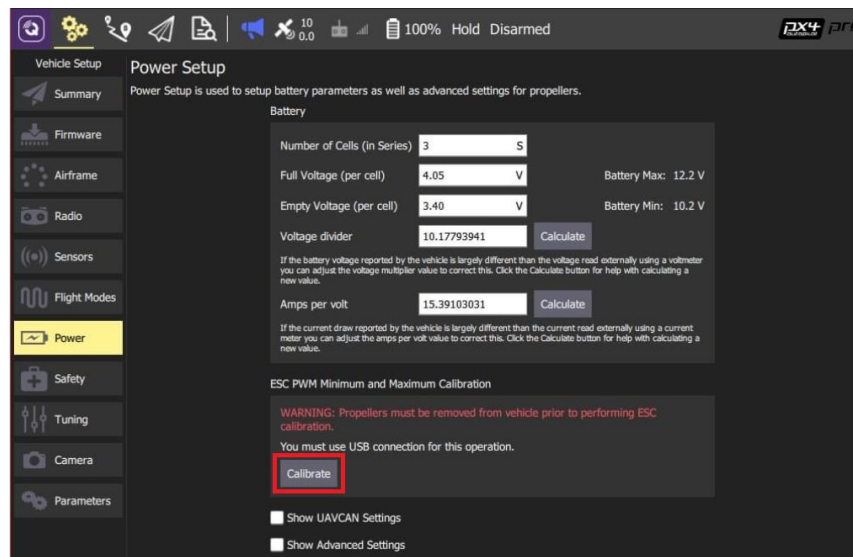 10
0.0
100% Hold Disarmed
px4 pro
Vehicle Setup
Power Setup
Power Setup is used to setup battery parameters as well as advanced settings for propellers.
Summary
Firmware
Airframe
Radio
Sensors
Flight Modes
Power
Safety
Tuning
Camera
Parameters
Battery
Number of Cells (in Series) 3 S
Full Voltage (per cell) 4.05 V Battery Max: 12.2 V
Empty Voltage (per cell) 3.40 V Battery Min: 10.2 V
Voltage divider 10.17793941 Calculate
If the battery voltage reported by the vehicle is largely different than the voltage read externally using a voltmeter
you can adjust the voltage multiplier value to correct this. Click the Calculate button for help with calculating a
new value.
Amps per volt 15.39103031 Calculate
If the current draw reported by the vehicle is largely different than the current read externally using a current
meter you can adjust the amps per volt value to correct this. Click the Calculate button for help with calculating a
new value.
ESC PWM Minimum and Maximum Calibration
WARNING: Propellers must be removed from vehicle prior to performing ESC
calibration.
You must use USB connection for this operation.
Calibrate
Show UAVCAN Settings
Show Advanced Settings